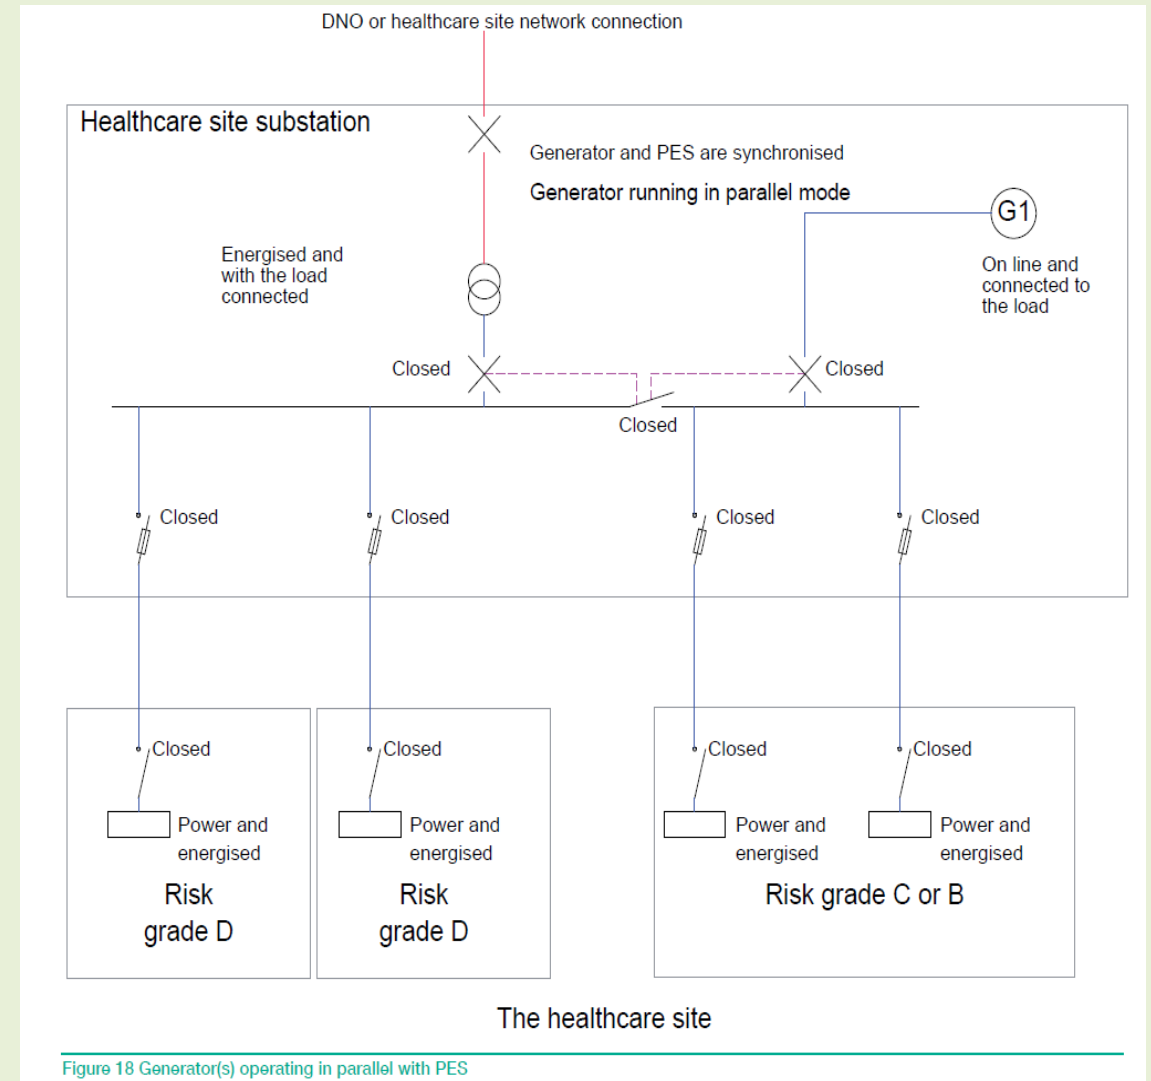 DNO or healthcare site network connection
Healthcare site substation
Generator and PES are synchronised
Generator running in parallel mode
G1
Energised and
with the load
connected
On line and
connected to
the load
Closed
Closed
Closed
Closed
Closed
Closed
Closed
Closed
Closed
Closed
Closed
Power and
energised
Power and
energised
Power and
energised
Power and
energised
Risk
grade D
Risk
grade D
Risk grade C or B
The healthcare site
Figure 18 Generator(s) operating in parallel with PES